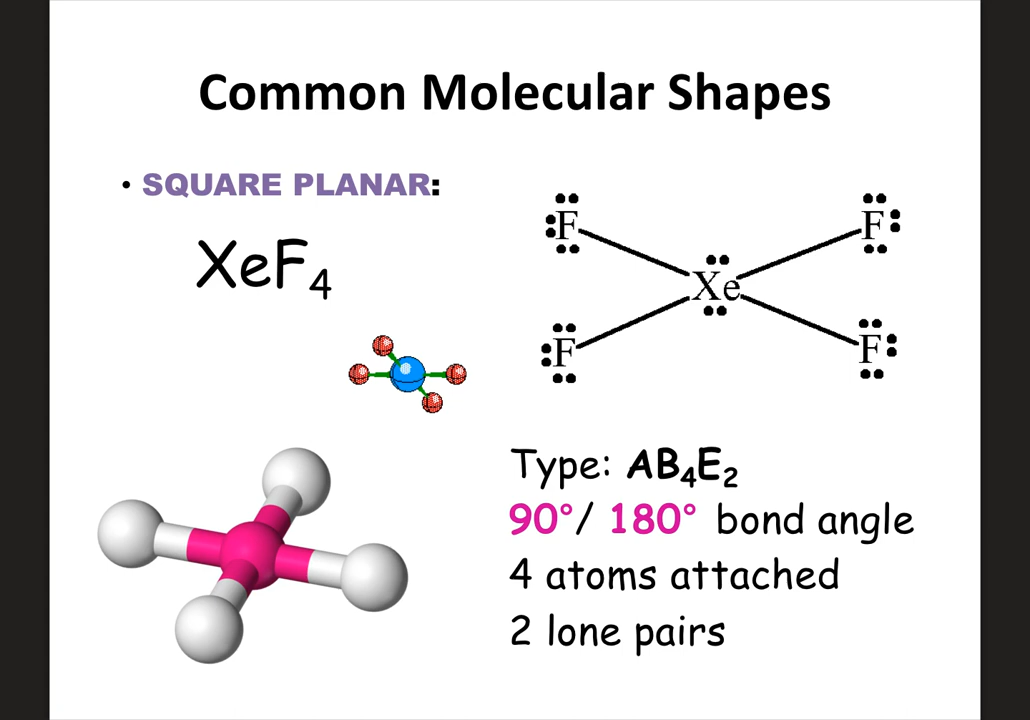 Common Molecular Shapes
• SQUARE PLANAR:
XeF₄
F F
Xe
F F
Type: AB₄E₂
90°/ 180° bond angle
4 atoms attached
2 lone pairs